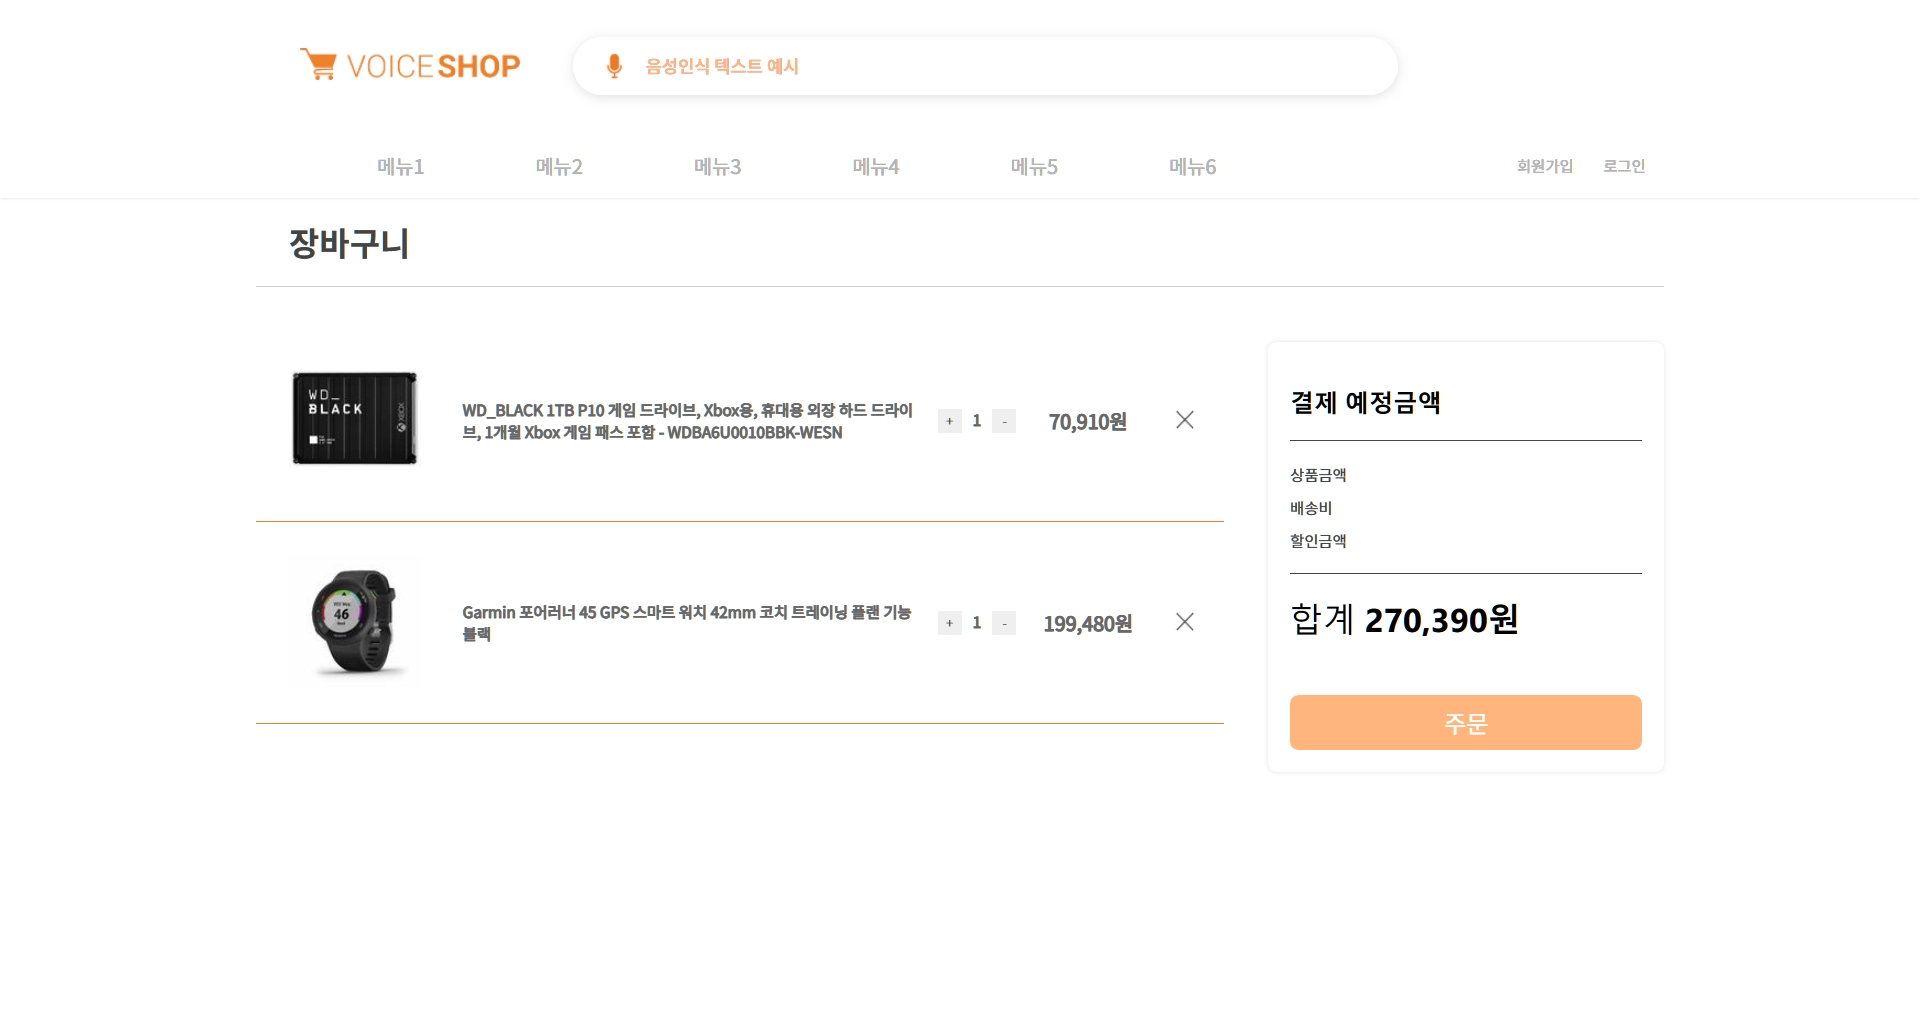 VOICE SHOP
음성인식 텍스트 예시
메뉴1 메뉴2 메뉴3 메뉴4 메뉴5 메뉴6 회원가입 로그인
장바구니
WD_
BLACK
XBOX
WD_BLACK 1TB P10 게임 드라이브, Xbox용, 휴대용 외장 하드 드라이
브, 1개월 Xbox 게임 패스 포함 - WDBA6U0010BBK-WESN
+ 1 - 70,910원
46
Garmin 포어러너 45 GPS 스마트 워치 42mm 코치 트레이닝 플랜 기능
블랙
+ 1 - 199,480원
결제 예정금액
상품금액
배송비
할인금액
합계 270,390원
주문